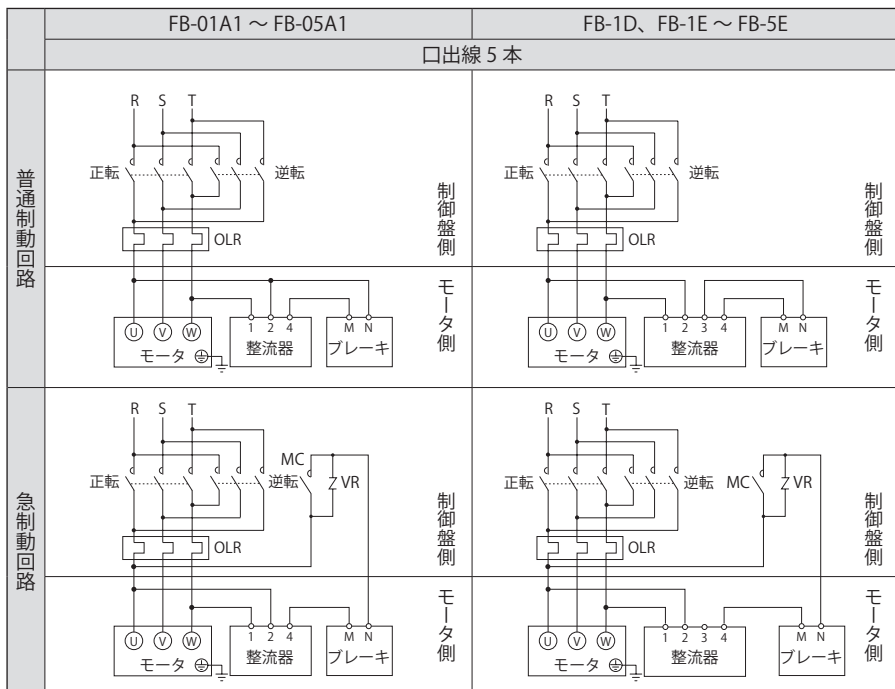 FB-01A1 ～ FB-05A1
FB-1D、FB-1E ～ FB-5E
口出線 5 本
普通制動回路
R S T
正転
逆転
OLR
制御盤側
U V W
モータ
1 2 4
整流器
M N
ブレーキ
モータ側
R S T
正転
逆転
OLR
制御盤側
U V W
モータ
1 2 3 4
整流器
M N
ブレーキ
モータ側
急制動回路
R S T
正転
逆転
MC
VR
OLR
制御盤側
U V W
モータ
1 2 4
整流器
M N
ブレーキ
モータ側
R S T
正転
逆転
MC
VR
OLR
制御盤側
U V W
モータ
1 2 3 4
整流器
M N
ブレーキ
モータ側